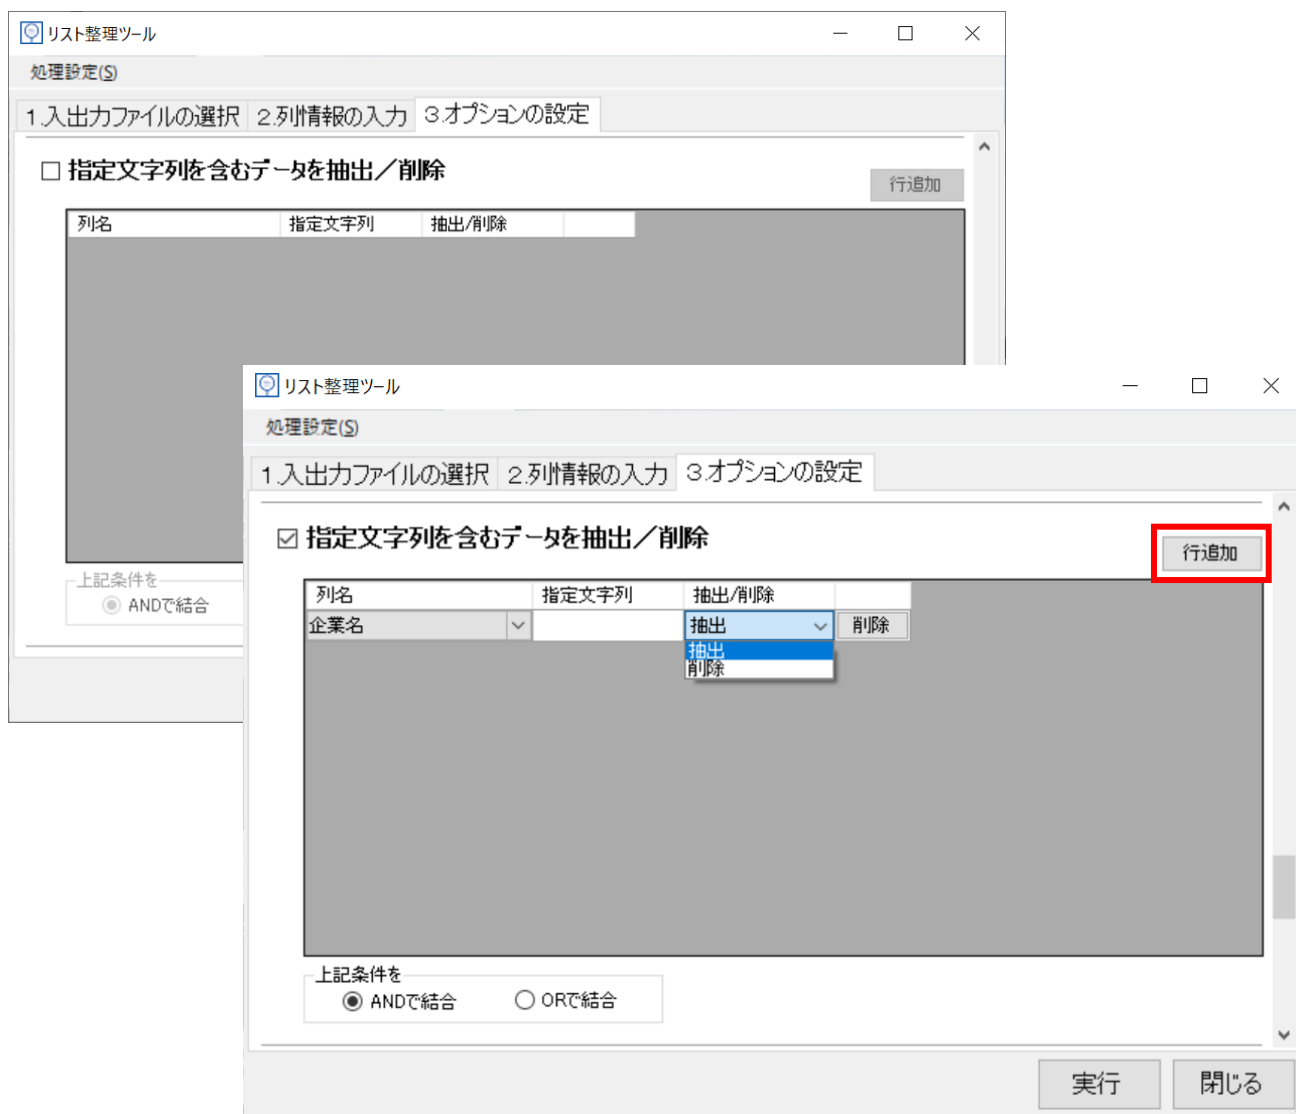 リスト整理ツール
処理設定(S)
1.入出力ファイルの選択 2.列情報の入力 3.オプションの設定
指定文字列を含むデータを抽出／削除
行追加
列名 指定文字列 抽出/削除
上記条件を
ANDで結合
リスト整理ツール
処理設定(S)
1.入出力ファイルの選択 2.列情報の入力 3.オプションの設定
指定文字列を含むデータを抽出／削除
行追加
列名 指定文字列 抽出/削除
企業名 抽出 削除
抽出
削除
上記条件を
ANDで結合 ORで結合
実行 閉じる